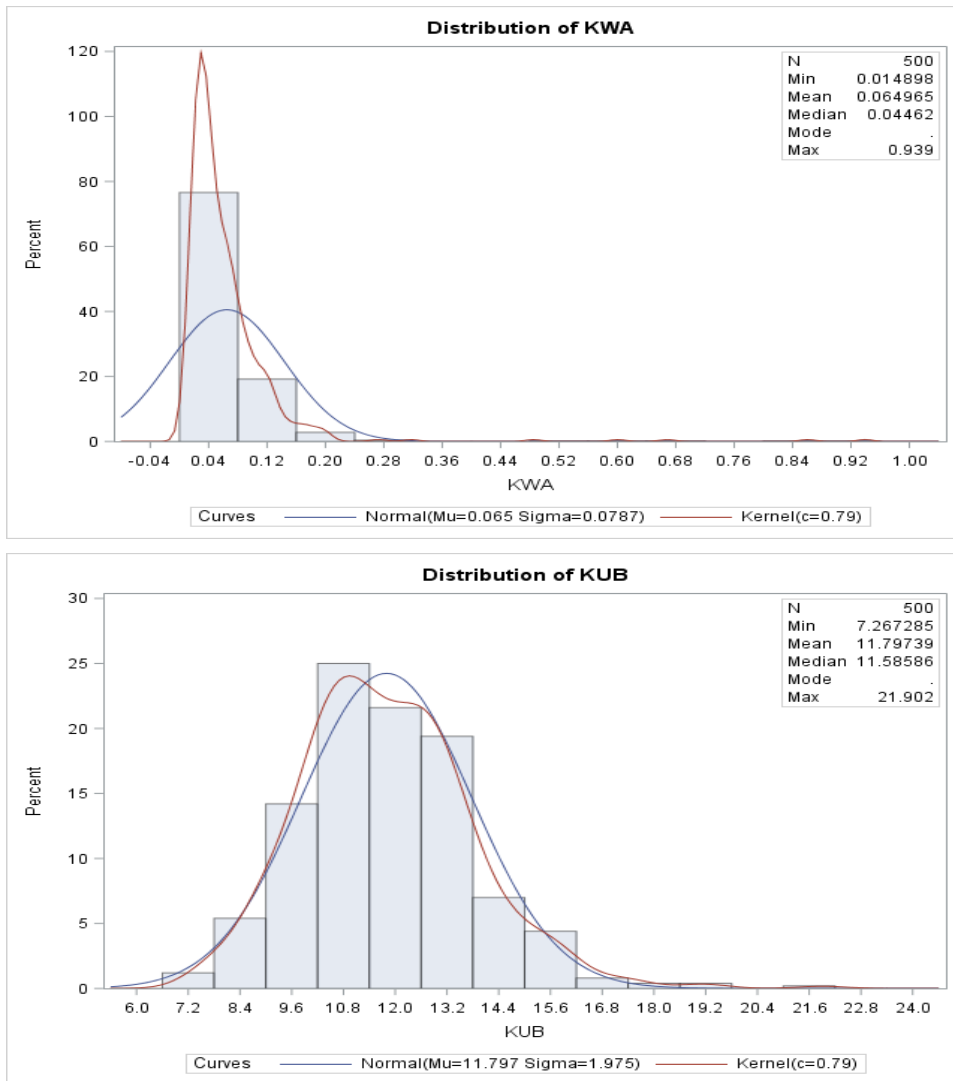 Distribution of KWA
120
100
80
60
40
20
0
Percent
N 500
Min 0.014898
Mean 0.064965
Median 0.04462
Mode .
Max 0.939
-0.04 0.04 0.12 0.20 0.28 0.36 0.44 0.52 0.60 0.68 0.76 0.84 0.92 1.00
KWA
Curves Normal(Mu=0.065 Sigma=0.0787) Kernel(c=0.79)
Distribution of KUB
30
25
20
15
10
5
0
Percent
N 500
Min 7.267285
Mean 11.79739
Median 11.58586
Mode .
Max 21.902
6.0 7.2 8.4 9.6 10.8 12.0 13.2 14.4 15.6 16.8 18.0 19.2 20.4 21.6 22.8 24.0
KUB
Curves Normal(Mu=11.797 Sigma=1.975) Kernel(c=0.79)